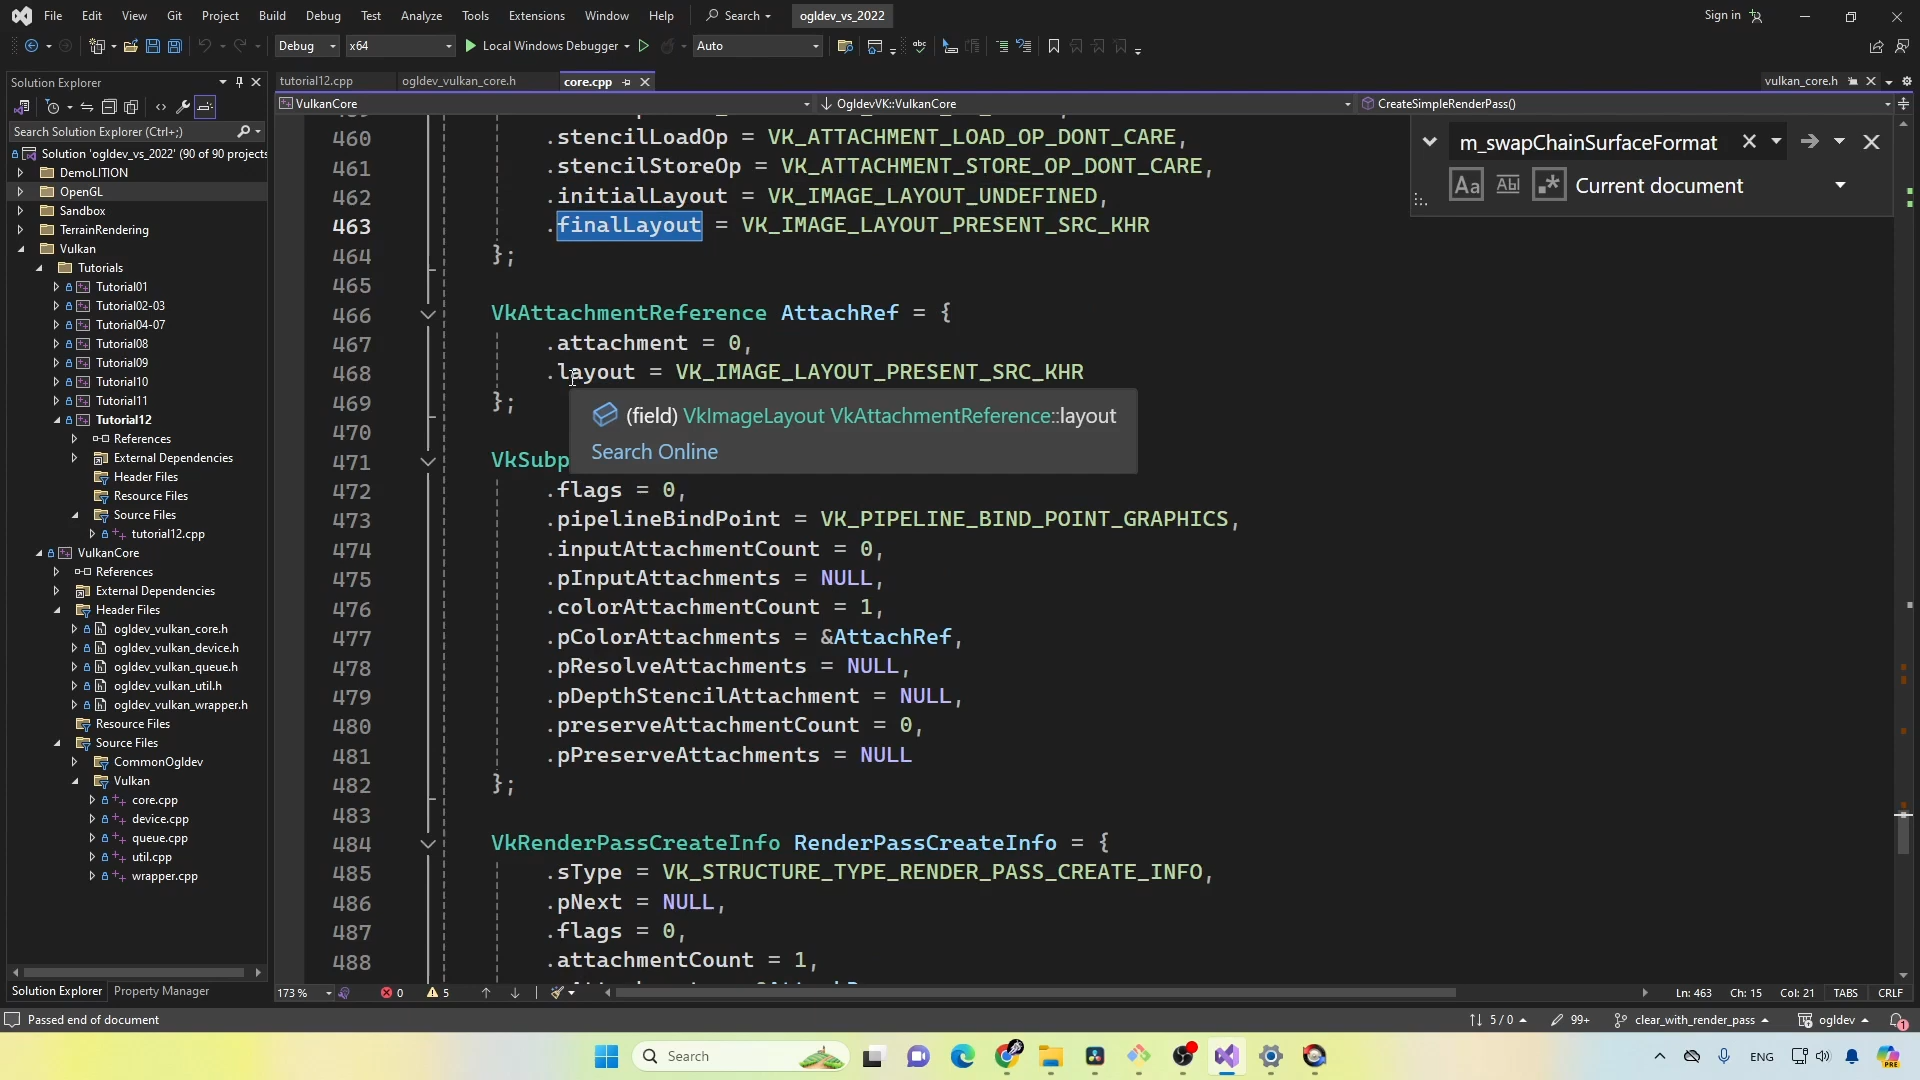 File Edit View Git Project Build Debug Test Analyze Tools Extensions Window Help Search ogldev_vs_2022 Sign in
Debug x64 Local Windows Debugger Auto
Solution Explorer
tutorial12.cpp ogldev_vulkan_core.h core.cpp vulkan_core.h
VulkanCore OgldevVK::VulkanCore CreateSimpleRenderPass()
Search Solution Explorer (Ctrl+;)
Solution 'ogldev_vs_2022' (90 of 90 projects
DemoLITION
OpenGL
Sandbox
TerrainRendering
Vulkan
Tutorials
Tutorial01
Tutorial02-03
Tutorial04-07
Tutorial08
Tutorial09
Tutorial10
Tutorial11
Tutorial12
References
External Dependencies
Header Files
Resource Files
Source Files
tutorial12.cpp
VulkanCore
References
External Dependencies
Header Files
ogldev_vulkan_core.h
ogldev_vulkan_device.h
ogldev_vulkan_queue.h
ogldev_vulkan_util.h
ogldev_vulkan_wrapper.h
Resource Files
Source Files
CommonOgldev
Vulkan
core.cpp
device.cpp
queue.cpp
util.cpp
wrapper.cpp
Solution Explorer Property Manager
m_swapChainSurfaceFormat
Aa Abl .* Current document
460 .stencilLoadOp = VK_ATTACHMENT_LOAD_OP_DONT_CARE,
461 .stencilStoreOp = VK_ATTACHMENT_STORE_OP_DONT_CARE,
462 .initialLayout = VK_IMAGE_LAYOUT_UNDEFINED,
463 .finalLayout = VK_IMAGE_LAYOUT_PRESENT_SRC_KHR
464 };
465
466 VkAttachmentReference AttachRef = {
467 .attachment = 0,
468 .layout = VK_IMAGE_LAYOUT_PRESENT_SRC_KHR
469 };
(field) VkImageLayout VkAttachmentReference::layout
Search Online
470
471 VkSubp
472 .flags = 0,
473 .pipelineBindPoint = VK_PIPELINE_BIND_POINT_GRAPHICS,
474 .inputAttachmentCount = 0,
475 .pInputAttachments = NULL,
476 .colorAttachmentCount = 1,
477 .pColorAttachments = &AttachRef,
478 .pResolveAttachments = NULL,
479 .pDepthStencilAttachment = NULL,
480 .preserveAttachmentCount = 0,
481 .pPreserveAttachments = NULL
482 };
483
484 VkRenderPassCreateInfo RenderPassCreateInfo = {
485 .sType = VK_STRUCTURE_TYPE_RENDER_PASS_CREATE_INFO,
486 .pNext = NULL,
487 .flags = 0,
488 .attachmentCount = 1,
173 % 0 5 Ln: 463 Ch: 15 Col: 21 TABS CRLF
Passed end of document 5 / 0 99+ clear_with_render_pass ogldev 1
Search ENG PRE